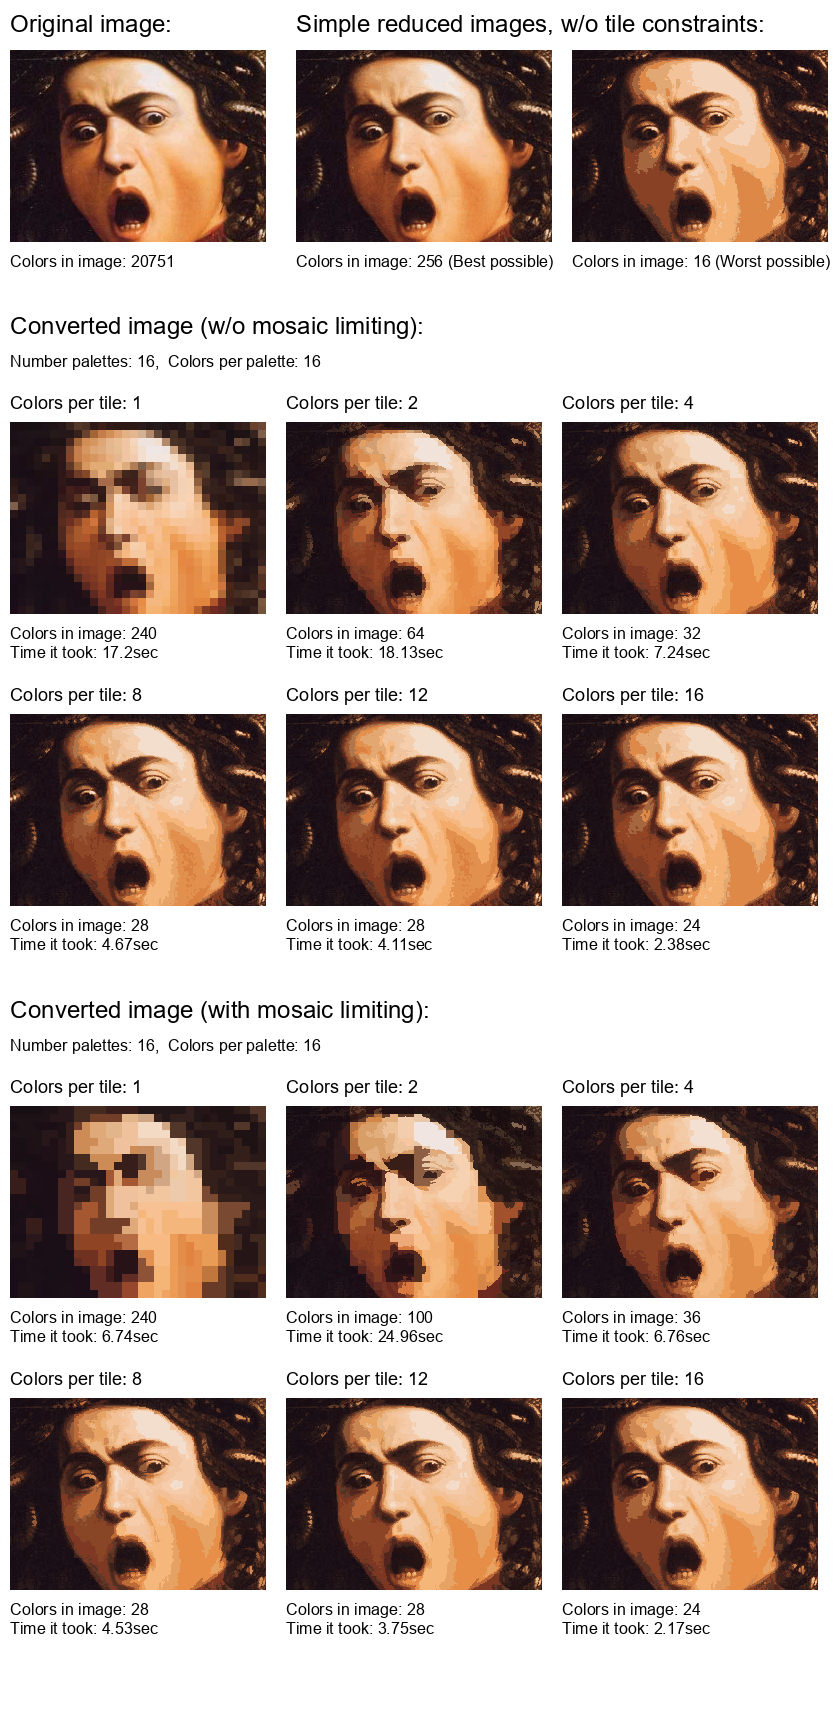 Original image:
Simple reduced images, w/o tile constraints:
Colors in image: 20751
Colors in image: 256 (Best possible)
Colors in image: 16 (Worst possible)
Converted image (w/o mosaic limiting):
Number palettes: 16,  Colors per palette: 16
Colors per tile: 1
Colors per tile: 2
Colors per tile: 4
Colors in image: 240
Time it took: 17.2sec
Colors in image: 64
Time it took: 18.13sec
Colors in image: 32
Time it took: 7.24sec
Colors per tile: 8
Colors per tile: 12
Colors per tile: 16
Colors in image: 28
Time it took: 4.67sec
Colors in image: 28
Time it took: 4.11sec
Colors in image: 24
Time it took: 2.38sec
Converted image (with mosaic limiting):
Number palettes: 16,  Colors per palette: 16
Colors per tile: 1
Colors per tile: 2
Colors per tile: 4
Colors in image: 240
Time it took: 6.74sec
Colors in image: 100
Time it took: 24.96sec
Colors in image: 36
Time it took: 6.76sec
Colors per tile: 8
Colors per tile: 12
Colors per tile: 16
Colors in image: 28
Time it took: 4.53sec
Colors in image: 28
Time it took: 3.75sec
Colors in image: 24
Time it took: 2.17sec